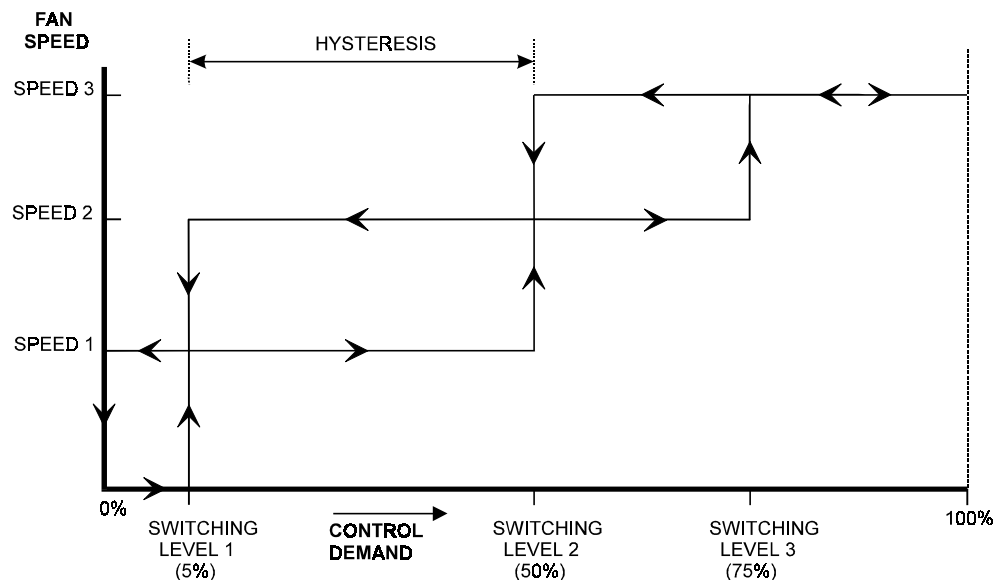 FAN
SPEED
HYSTERESIS
SPEED 3
SPEED 2
SPEED 1
0%
100%
SWITCHING
LEVEL 1
(5%)
CONTROL
DEMAND
SWITCHING
LEVEL 2
(50%)
SWITCHING
LEVEL 3
(75%)